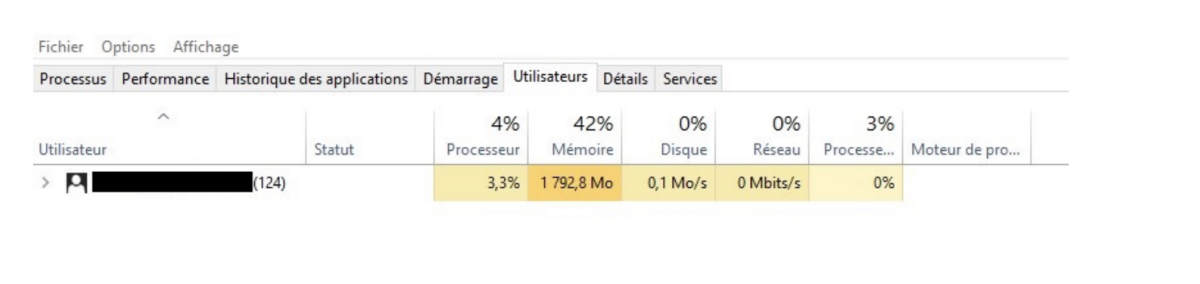 Fichier Options Affichage
Processus Performance Historique des applications Démarrage Utilisateurs Détails Services
4% 42% 0% 0% 3%
Utilisateur Statut Processeur Mémoire Disque Réseau Processe... Moteur de pro...
(124) 3,3% 1 792,8 Mo 0,1 Mo/s 0 Mbits/s 0%